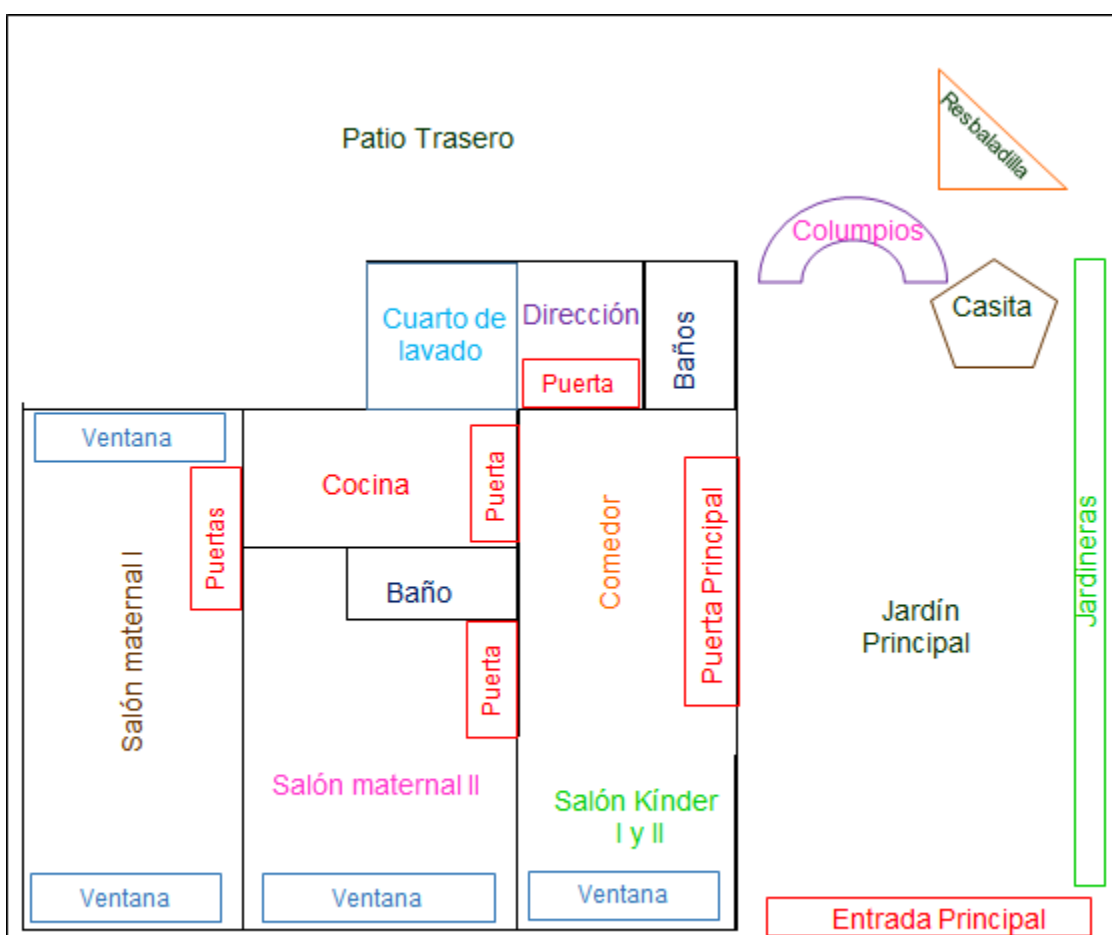 Resbaladilla
Patio Trasero
Columpios
Cuarto de
lavado
Dirección
Puerta
Baños
Casita
Ventana
Puertas
Cocina
Puerta
Comedor
Puerta Principal
Jardineras
Salón maternal I
Baño
Puerta
Jardín
Principal
Salón maternal II
Salón Kínder
I y II
Ventana
Ventana
Ventana
Entrada Principal